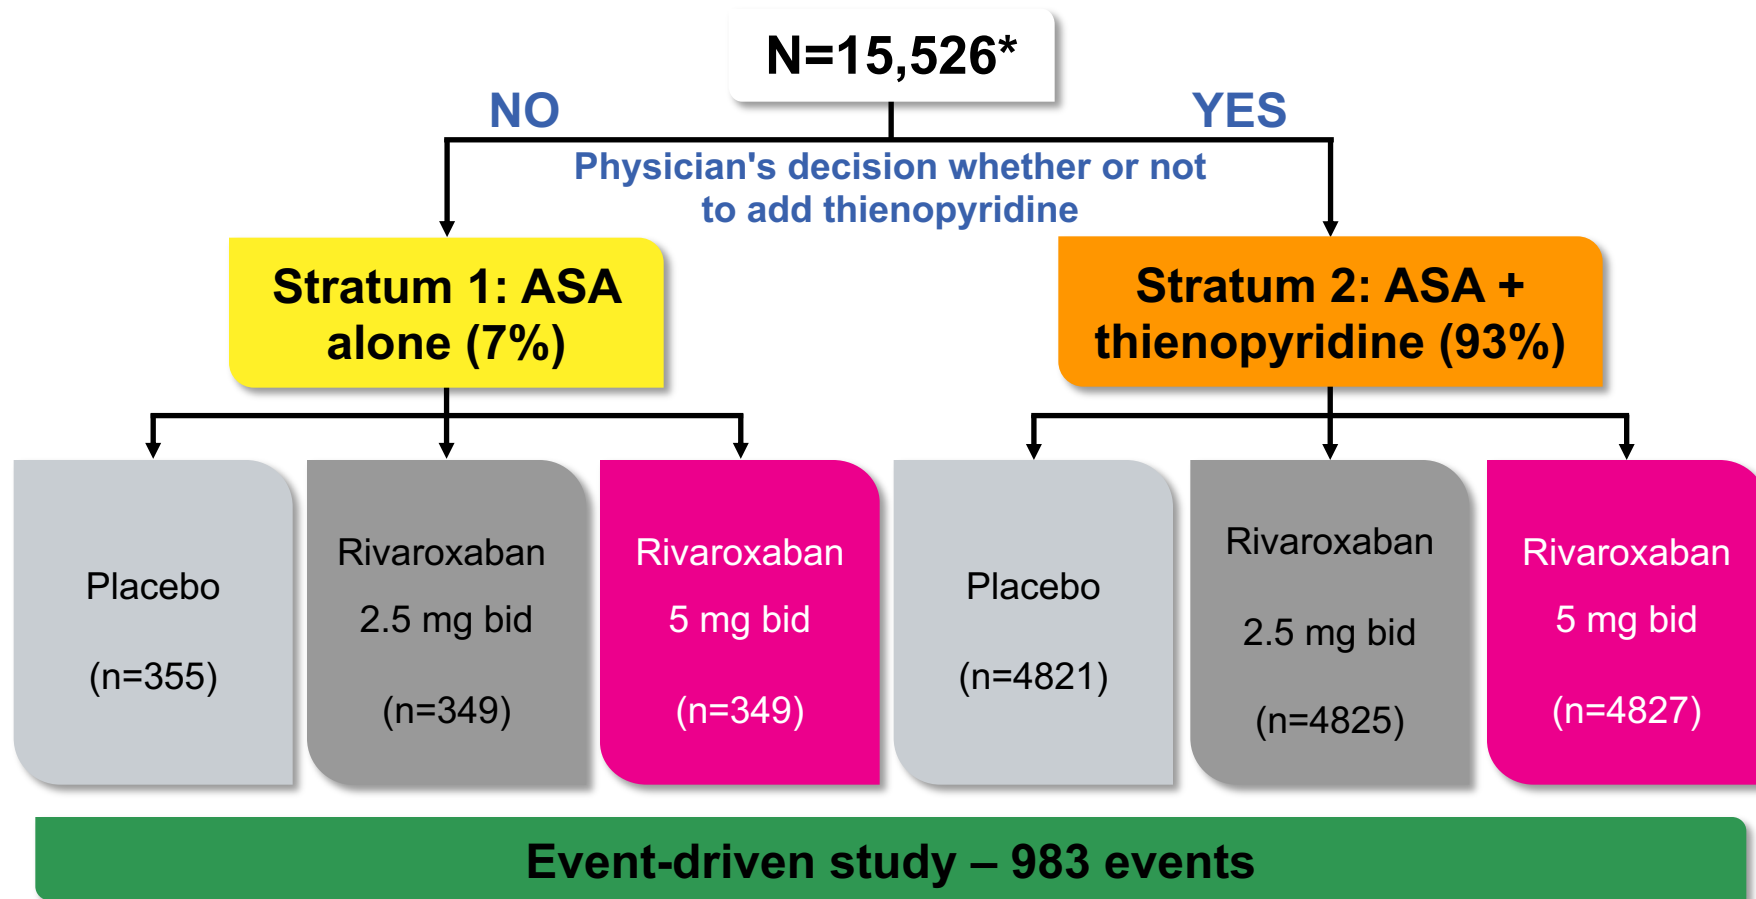 N=15,526*
NO
YES
Physician's decision whether or not
to add thienopyridine
Stratum 1: ASA
alone (7%)
Stratum 2: ASA +
thienopyridine (93%)
Placebo
(n=355)
Rivaroxaban
2.5 mg bid
(n=349)
Rivaroxaban
5 mg bid
(n=349)
Placebo
(n=4821)
Rivaroxaban
2.5 mg bid
(n=4825)
Rivaroxaban
5 mg bid
(n=4827)
Event-driven study – 983 events